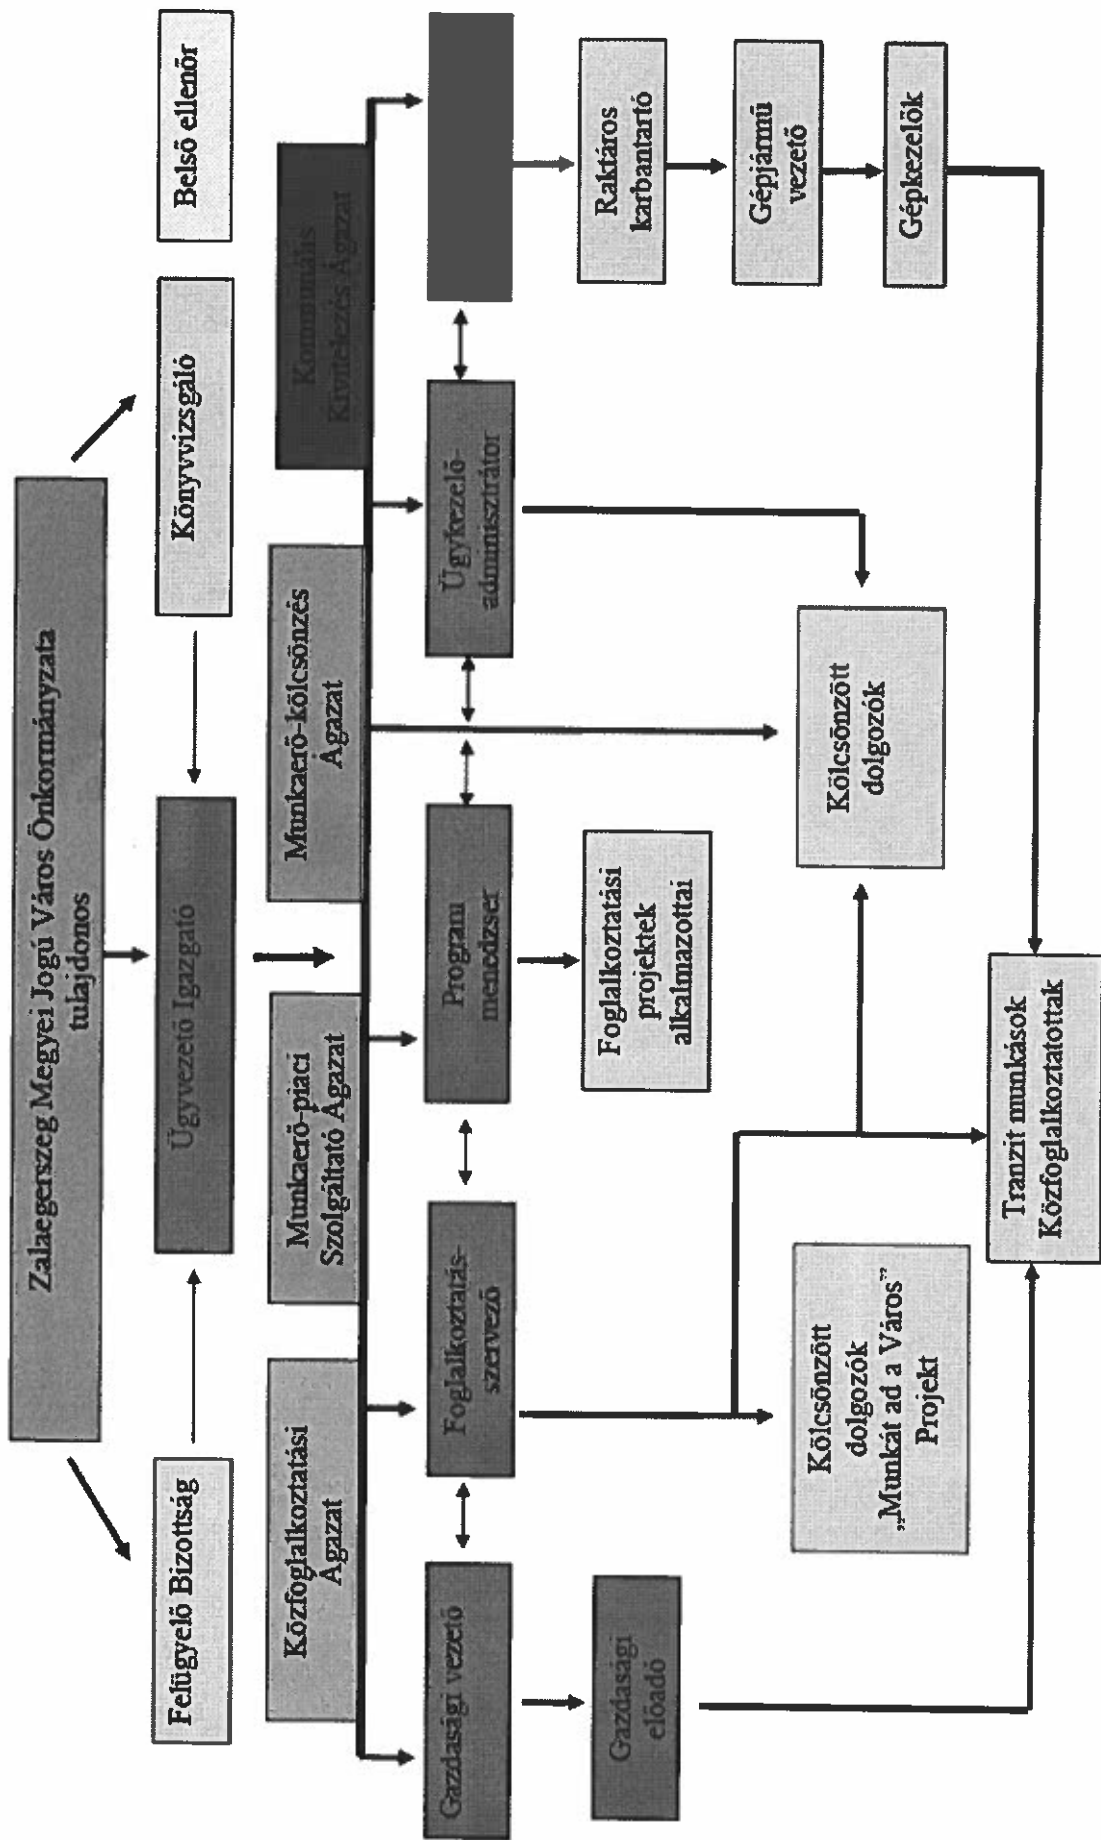 Zalaegerszeg Megyei Jogú Város Önkormányzata
tulajdonos
Felügyelő Bizottság
Ügyvezető Igazgató
Könyvvizsgáló
Belső ellenőr
Közfoglalkoztatási
Ágazat
Munkaerő-piaci
Szolgáltató Ágazat
Munkaerő-kölcsönzés
Ágazat
Kommunális
Kivitelezés Ágazat
Gazdasági vezető
Foglalkoztatás-
szervező
Program
menedzser
Ügykezelő-
adminisztrátor
Gazdasági
előadó
Foglalkoztatási
projektek
alkalmazottai
Raktáros
karbantartó
Gépjármű
vezető
Gépkezelők
Kölcsönzött
dolgozók
„Munkát ad a Város”
Projekt
Kölcsönzött
dolgozók
Tranzit munkások
Közfoglalkoztatottak